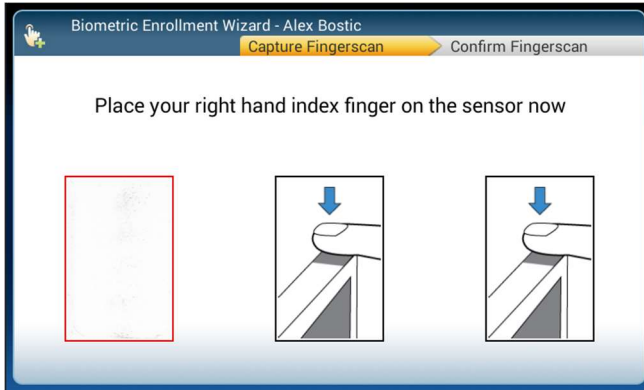 Biometric Enrollment Wizard - Alex Bostic
Capture Fingerscan
Confirm Fingerscan
Place your right hand index finger on the sensor now